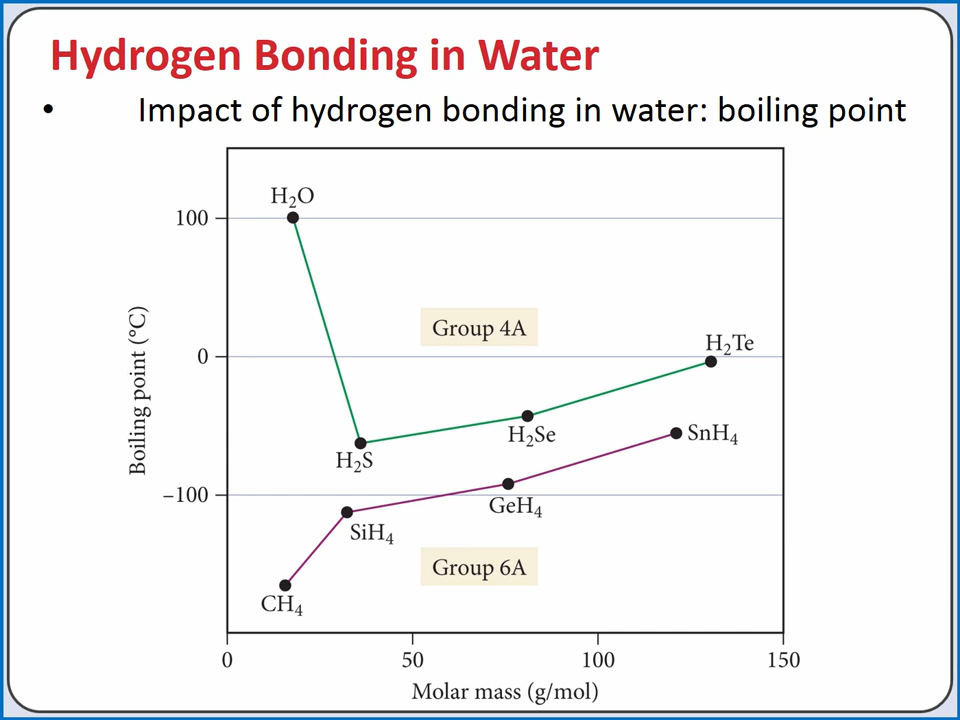 Hydrogen Bonding in Water
• Impact of hydrogen bonding in water: boiling point
H₂O
100
Group 4A
H₂Te
0
Boiling point (°C)
H₂Se
SnH₄
H₂S
–100
GeH₄
SiH₄
Group 6A
CH₄
0 50 100 150
Molar mass (g/mol)